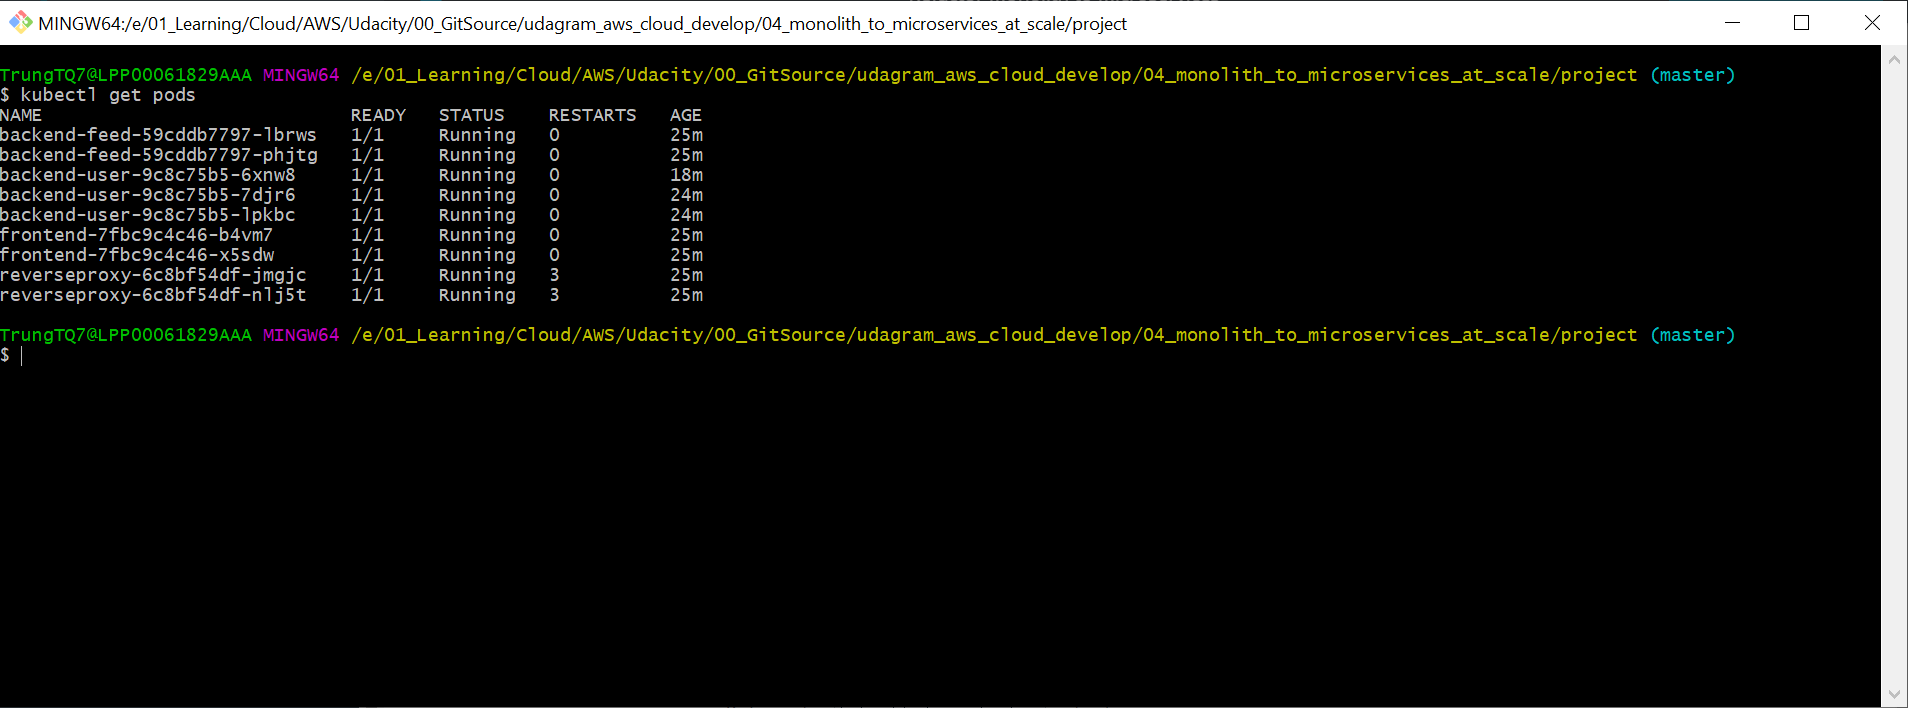 MINGW64:/e/01_Learning/Cloud/AWS/Udacity/00_GitSource/udagram_aws_cloud_develop/04_monolith_to_microservices_at_scale/project
TrungTQ7@LPP00061829AAA MINGW64 /e/01_Learning/Cloud/AWS/Udacity/00_GitSource/udagram_aws_cloud_develop/04_monolith_to_microservices_at_scale/project (master)
$ kubectl get pods
NAME READY STATUS RESTARTS AGE
backend-feed-59cddb7797-lbrws 1/1 Running 0 25m
backend-feed-59cddb7797-phjtg 1/1 Running 0 25m
backend-user-9c8c75b5-6xnw8 1/1 Running 0 18m
backend-user-9c8c75b5-7djr6 1/1 Running 0 24m
backend-user-9c8c75b5-lpkbc 1/1 Running 0 24m
frontend-7fbc9c4c46-b4vm7 1/1 Running 0 25m
frontend-7fbc9c4c46-x5sdw 1/1 Running 0 25m
reverseproxy-6c8bf54df-jmgjc 1/1 Running 3 25m
reverseproxy-6c8bf54df-nlj5t 1/1 Running 3 25m
TrungTQ7@LPP00061829AAA MINGW64 /e/01_Learning/Cloud/AWS/Udacity/00_GitSource/udagram_aws_cloud_develop/04_monolith_to_microservices_at_scale/project (master)
$